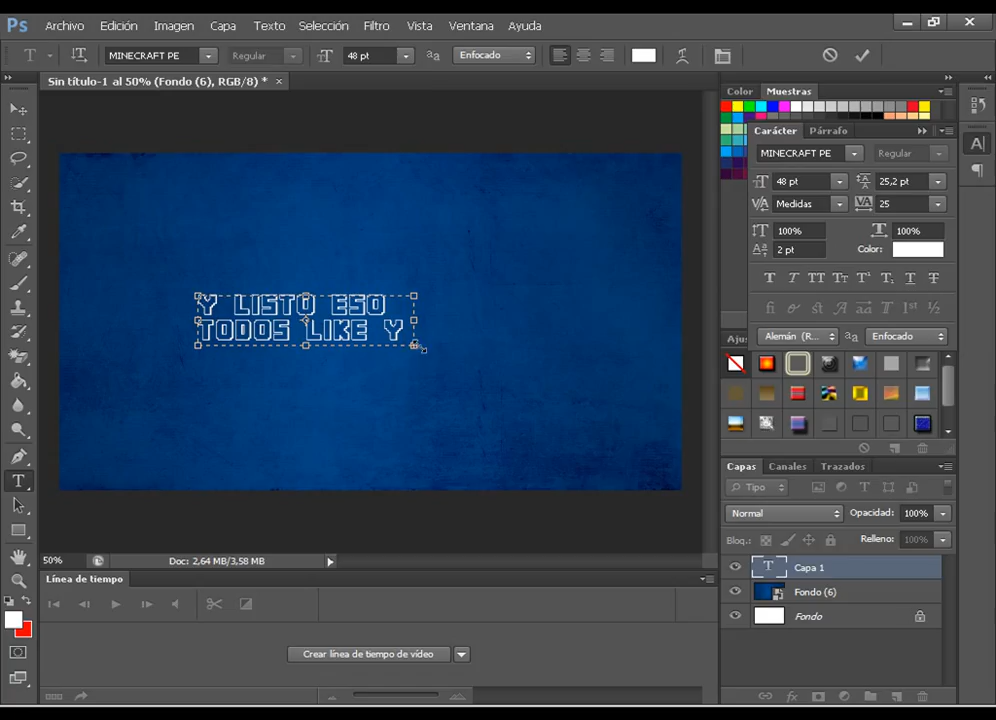 Ps Archivo Edición Imagen Capa Texto Selección Filtro Vista Ventana Ayuda
T MINECRAFT PE Regular 48 pt aa Enfocado
Sin título-1 al 50% (Fondo (6), RGB/8) * ×
Color Muestras
Carácter Párrafo
MINECRAFT PE Regular
48 pt 25,2 pt
Medidas 25
100% 100%
2 pt Color:
Alemán (R... aa Enfocado
Ajus
Y LISTO ESO
TODOS LIKE Y
Capas Canales Trazados
Tipo
Normal Opacidad: 100%
Bloq.: Relleno: 100%
Capa 1
Fondo (6)
Fondo
50% Doc: 2,64 MB/3,58 MB
Línea de tiempo
Crear línea de tiempo de vídeo